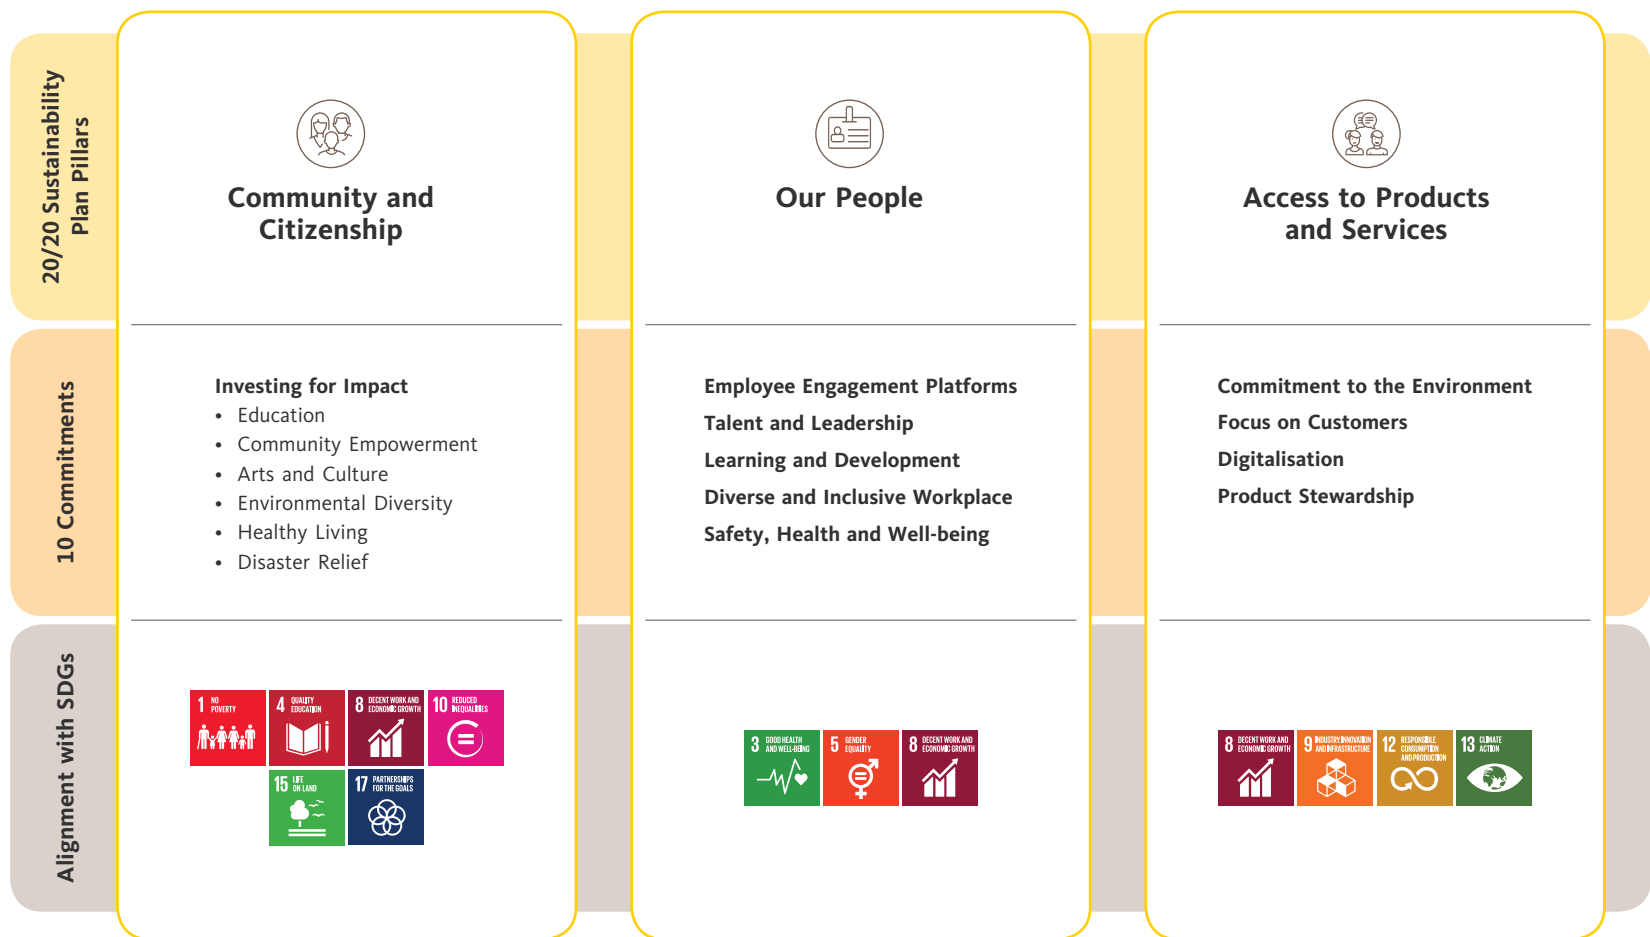 20/20 Sustainability
Plan Pillars
Community and
Citizenship
Our People
Access to Products
and Services
10 Commitments
Investing for Impact
• Education
• Community Empowerment
• Arts and Culture
• Environmental Diversity
• Healthy Living
• Disaster Relief
Employee Engagement Platforms
Talent and Leadership
Learning and Development
Diverse and Inclusive Workplace
Safety, Health and Well-being
Commitment to the Environment
Focus on Customers
Digitalisation
Product Stewardship
Alignment with SDGs
1 NO
POVERTY
4 QUALITY
EDUCATION
8 DECENT WORK AND
ECONOMIC GROWTH
10 REDUCED
INEQUALITIES
15 LIFE
ON LAND
17 PARTNERSHIPS
FOR THE GOALS
3 GOOD HEALTH
AND WELL-BEING
5 GENDER
EQUALITY
8 DECENT WORK AND
ECONOMIC GROWTH
8 DECENT WORK AND
ECONOMIC GROWTH
9 INDUSTRY, INNOVATION
AND INFRASTRUCTURE
12 RESPONSIBLE
CONSUMPTION
AND PRODUCTION
13 CLIMATE
ACTION